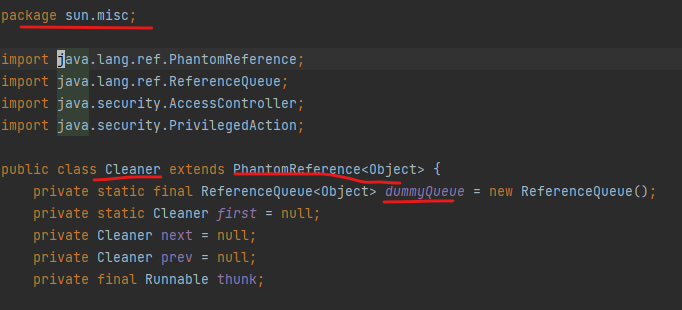 package sun.misc;
import java.lang.ref.PhantomReference;
import java.lang.ref.ReferenceQueue;
import java.security.AccessController;
import java.security.PrivilegedAction;
public class Cleaner extends PhantomReference<Object> {
private static final ReferenceQueue<Object> dummyQueue = new ReferenceQueue();
private static Cleaner first = null;
private Cleaner next = null;
private Cleaner prev = null;
private final Runnable thunk;